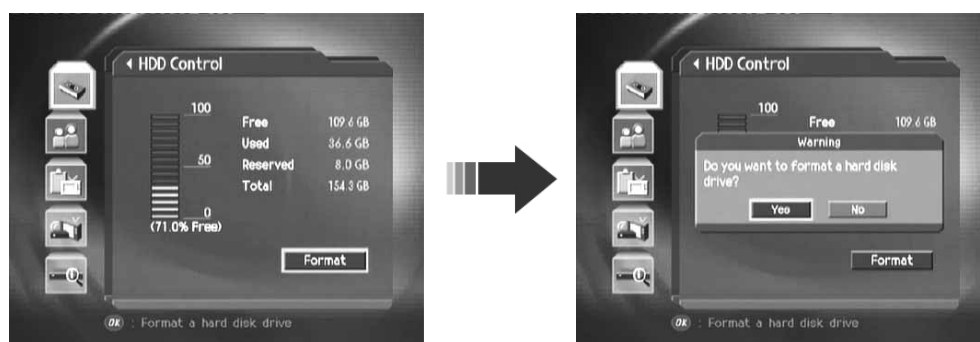 HDD Control
100
Free 109.6 GB
Used 36.6 GB
50
Reserved 8.0 GB
Total 154.3 GB
0
(71.0% Free)
Format
OK : Format a hard disk drive
HDD Control
100
Free 109.6 GB
Warning
Do you want to format a hard disk
drive?
Yes No
Format
OK : Format a hard disk drive